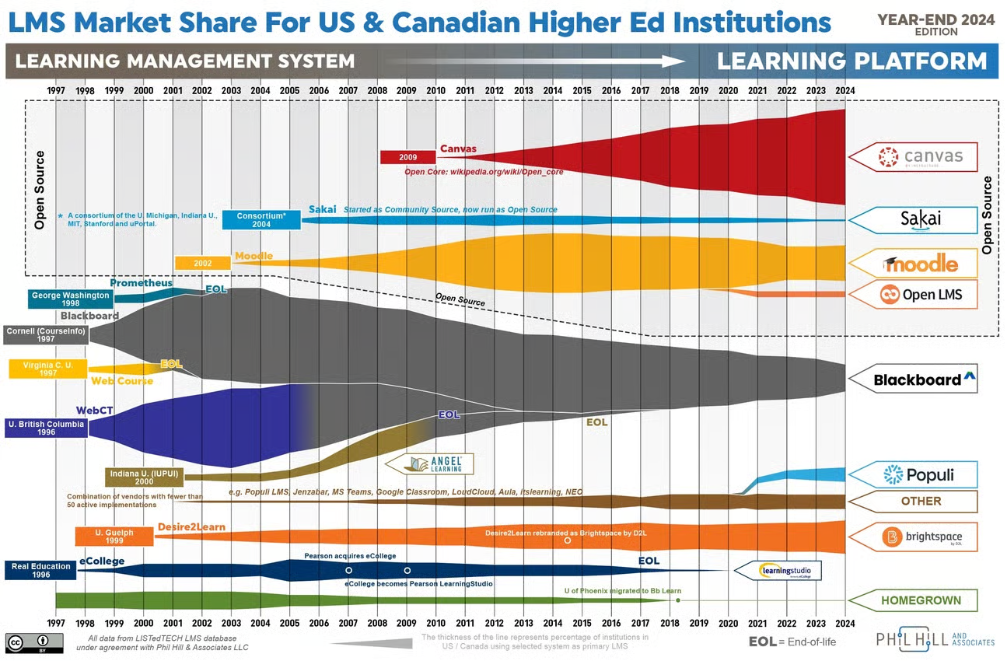 LMS Market Share For US & Canadian Higher Ed Institutions
YEAR-END 2024
EDITION
LEARNING MANAGEMENT SYSTEM
LEARNING PLATFORM
1997 1998 1999 2000 2001 2002 2003 2004 2005 2006 2007 2008 2009 2010 2011 2012 2013 2014 2015 2016 2017 2018 2019 2020 2021 2022 2023 2024
Open Source
Canvas
2009
Open Core: wikipedia.org/wiki/Open_core
canvas
Open Source
* A consortium of the U. Michigan, Indiana U.,
MIT, Stanford and uPortal.
Consortium*
2004
Sakai Started as Community Source, now run as Open Source
Sakai
Moodle
2002
moodle
Prometheus
EOL
George Washington
1998
Open Source
Open LMS
Blackboard
Cornell (CourseInfo)
1997
Virginia C. U.
1997
EOL
Web Course
Blackboard
WebCT
U. British Columbia
1996
EOL
EOL
ANGEL
LEARNING
Indiana U. (IUPUI)
2000
Populi
e.g. Populi LMS, Jenzabar, MS Teams, Google Classroom, LoudCloud, Aula, itslearning, NEO
Combination of vendors with fewer than
50 active implementations
OTHER
Desire2Learn
U. Guelph
1999
Desire2Learn rebranded as Brightspace by D2L
brightspace
eCollege
Real Education
1996
Pearson acquires eCollege
EOL
eCollege becomes Pearson LearningStudio
learningstudio
U of Phoenix migrated to Bb Learn
HOMEGROWN
1997 1998 1999 2000 2001 2002 2003 2004 2005 2006 2007 2008 2009 2010 2011 2012 2013 2014 2015 2016 2017 2018 2019 2020 2021 2022 2023 2024
cc
BY
All data from LISTedTECH LMS database
under agreement with Phil Hill & Associates LLC
The thickness of the line represents percentage of institutions in
US / Canada using selected system as primary LMS
EOL = End-of-life
PHIL HILL AND
ASSOCIATES